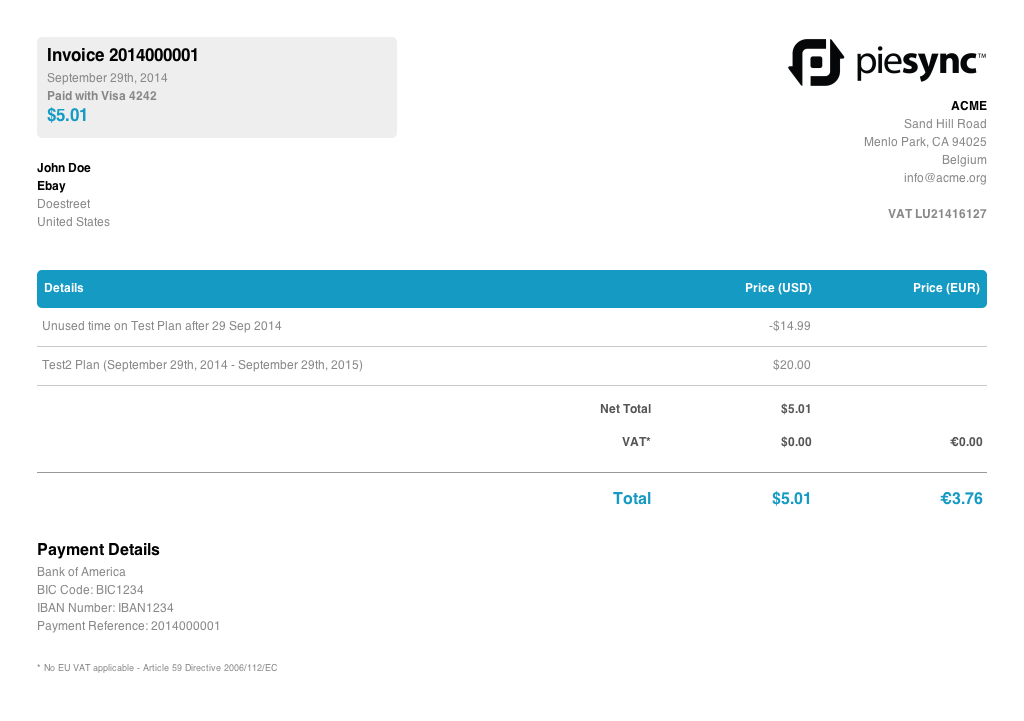 Invoice 2014000001
September 29th, 2014
Paid with Visa 4242
$5.01
piesync™
ACME
Sand Hill Road
Menlo Park, CA 94025
Belgium
info@acme.org
VAT LU21416127
John Doe
Ebay
Doestreet
United States
Details Price (USD) Price (EUR)
Unused time on Test Plan after 29 Sep 2014 -$14.99
Test2 Plan (September 29th, 2014 - September 29th, 2015) $20.00
Net Total $5.01
VAT* $0.00 €0.00
Total $5.01 €3.76
Payment Details
Bank of America
BIC Code: BIC1234
IBAN Number: IBAN1234
Payment Reference: 2014000001
* No EU VAT applicable - Article 59 Directive 2006/112/EC